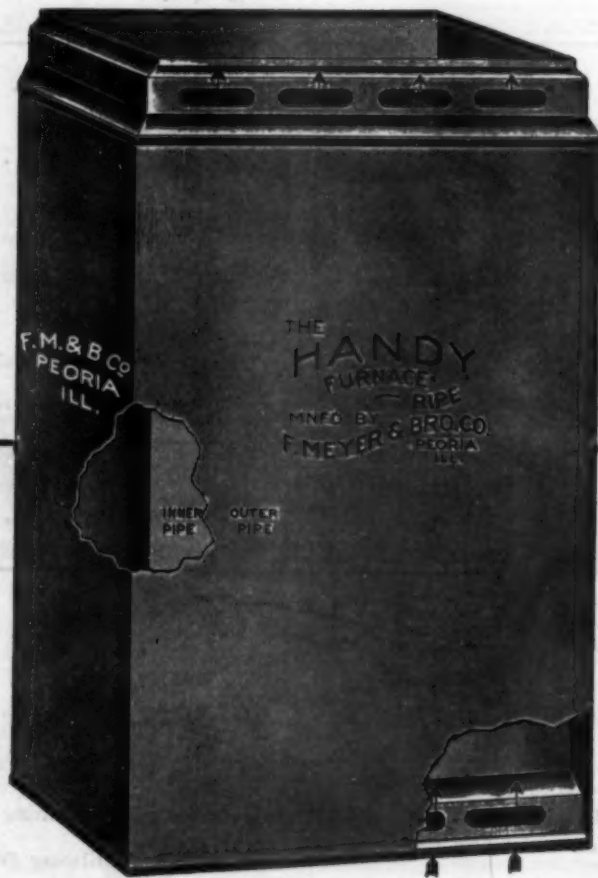 F.M.& B Co
PEORIA
ILL.
THE
HANDY
FURNACE-
PIPE
MNFD BY
F. MEYER & BRO. CO.
PEORIA
ILL.
INNER PIPE
OUTER PIPE